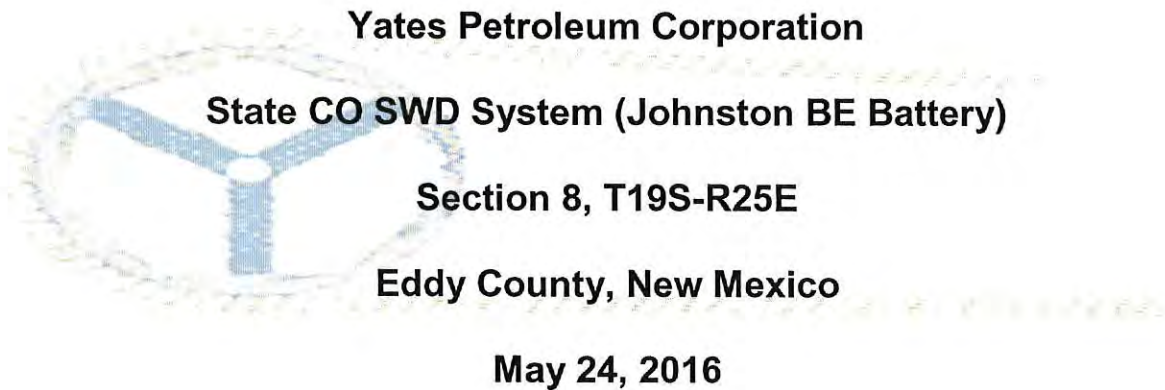 Yates Petroleum Corporation
State CO SWD System (Johnston BE Battery)
Section 8, T19S-R25E
Eddy County, New Mexico
May 24, 2016